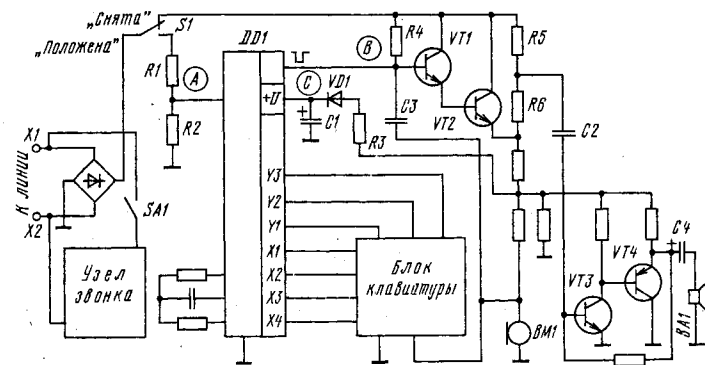 „Снята"
„Положена"
S1
DD1
R1
A
R2
B
R4
VT1
R5
C
+U
VD1
C1
C3
VT2
R6
R3
C2
X1
К линии
X2
SA1
Узел
звонка
Y3
Y2
Y1
X1
X2
X3
X4
Блок
клавиатуры
BM1
VT3
VT4
C4
+
BA1
+